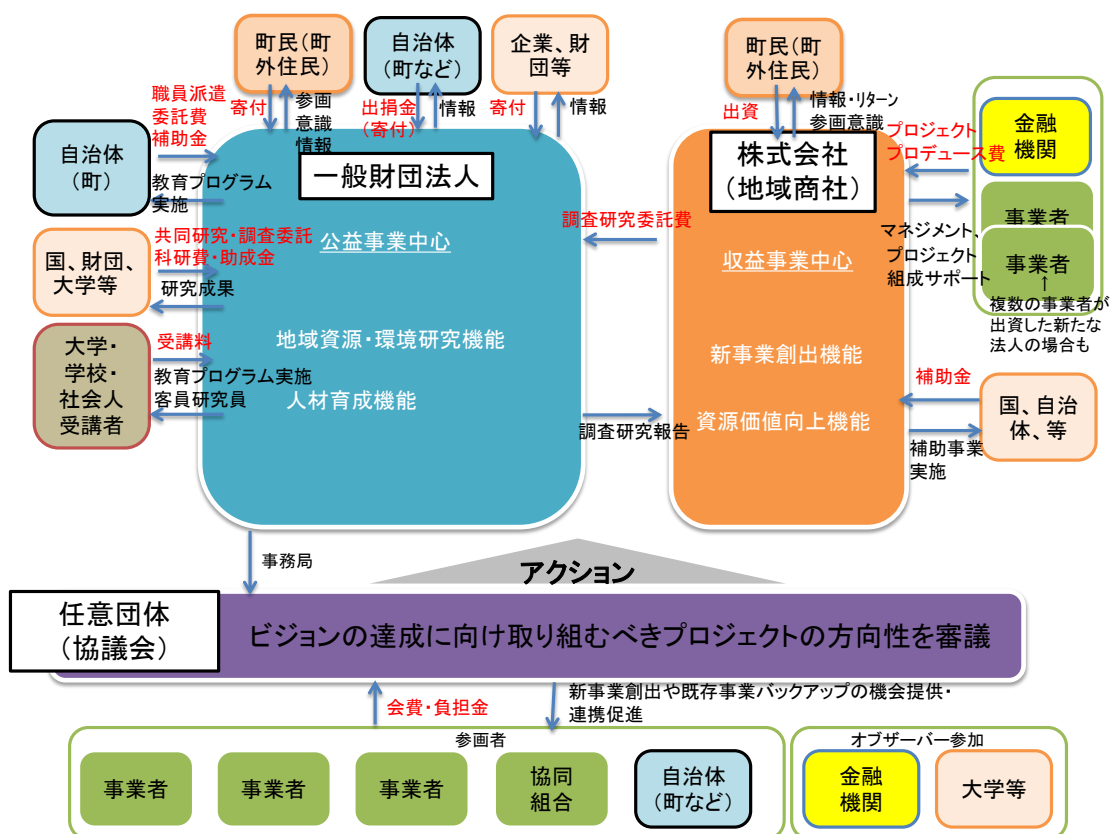 町民(町
外住民)
自治体
(町など)
企業、財
団等
町民(町
外住民)
職員派遣
委託費
補助金
寄付
参画
意識
情報
出捐金
(寄付)
情報
寄付
情報
出資
情報・リターン
参画意識
プロジェクト
プロデュース費
金融
機関
自治体
(町)
教育プログラム
実施
一般財団法人
株式会社
(地域商社)
事業者
事業者
↑
複数の事業者が
出資した新たな
法人の場合も
マネジメント、
プロジェクト
組成サポート
国、財団、
大学等
共同研究・調査委託
科研費・助成金
研究成果
公益事業中心
調査研究委託費
収益事業中心
大学・
学校・
社会人
受講者
受講料
教育プログラム実施
客員研究員
地域資源・環境研究機能
人材育成機能
調査研究報告
新事業創出機能
資源価値向上機能
補助金
国、自治
体、等
補助事業
実施
事務局
アクション
任意団体
(協議会)
ビジョンの達成に向け取り組むべきプロジェクトの方向性を審議
会費・負担金
新事業創出や既存事業バックアップの機会提供・
連携促進
参画者
事業者
事業者
事業者
協同
組合
自治体
(町など)
オブザーバー参加
金融
機関
大学等